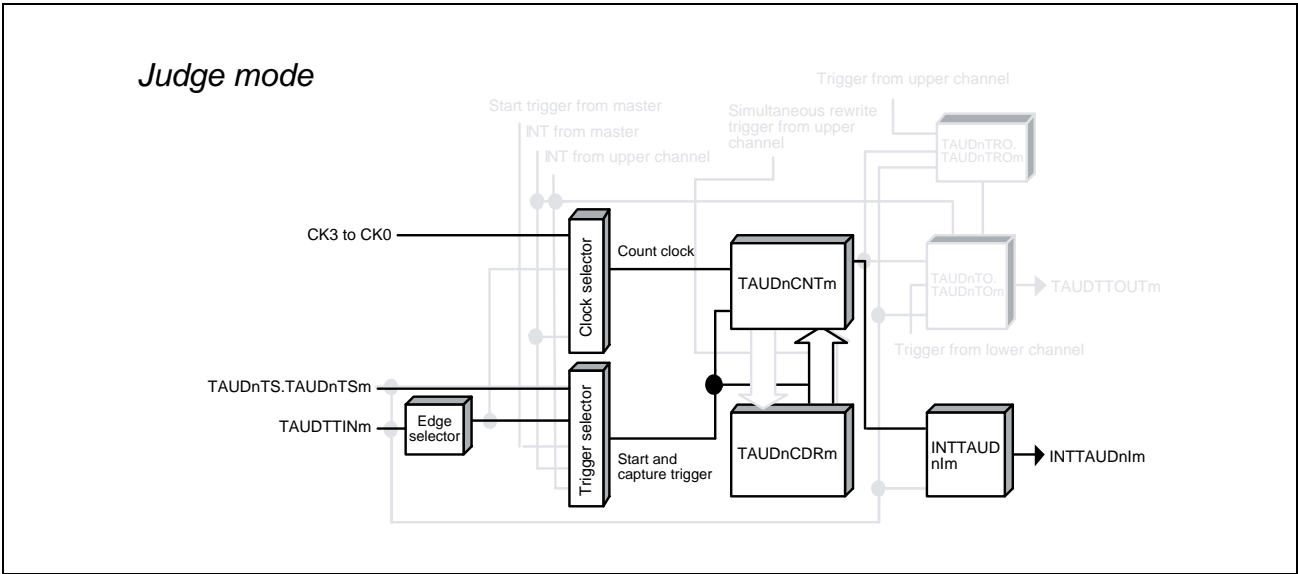 Judge mode
Trigger from upper channel
Start trigger from master
Simultaneous rewrite
trigger from upper
channel
INT from master
INT from upper channel
TAUDnTRO.
TAUDnTROm
CK3 to CK0
Clock selector
Count clock
TAUDnCNTm
TAUDnTO.
TAUDnTOm
TAUDTTOUTm
Trigger from lower channel
TAUDnTS.TAUDnTSm
TAUDTTINm
Edge
selector
Trigger selector
Start and
capture trigger
TAUDnCDRm
INTTAUD
nIm
INTTAUDnIm